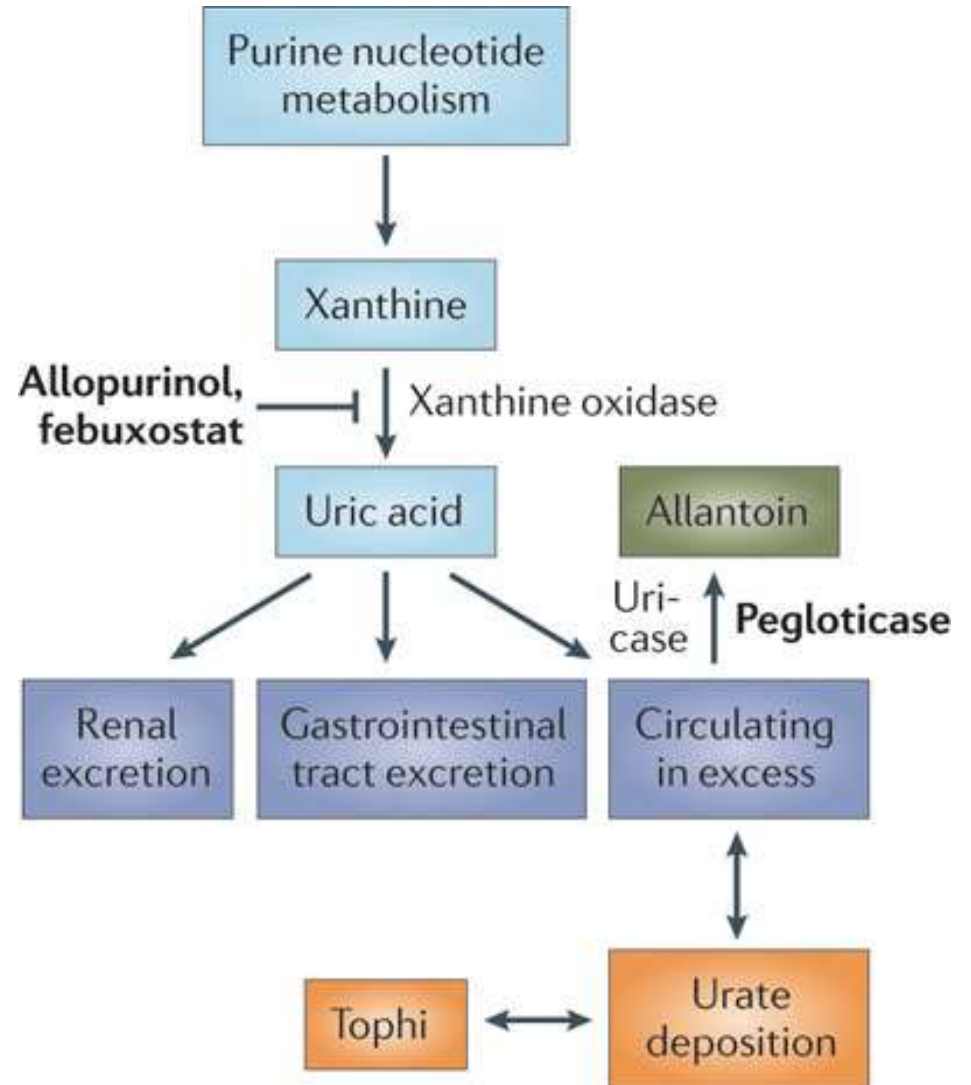 Purine nucleotide
metabolism
Xanthine
Allopurinol,
febuxostat
Xanthine oxidase
Uric acid
Allantoin
Uri-
case
Pegloticase
Renal
excretion
Gastrointestinal
tract excretion
Circulating
in excess
Tophi
Urate
deposition